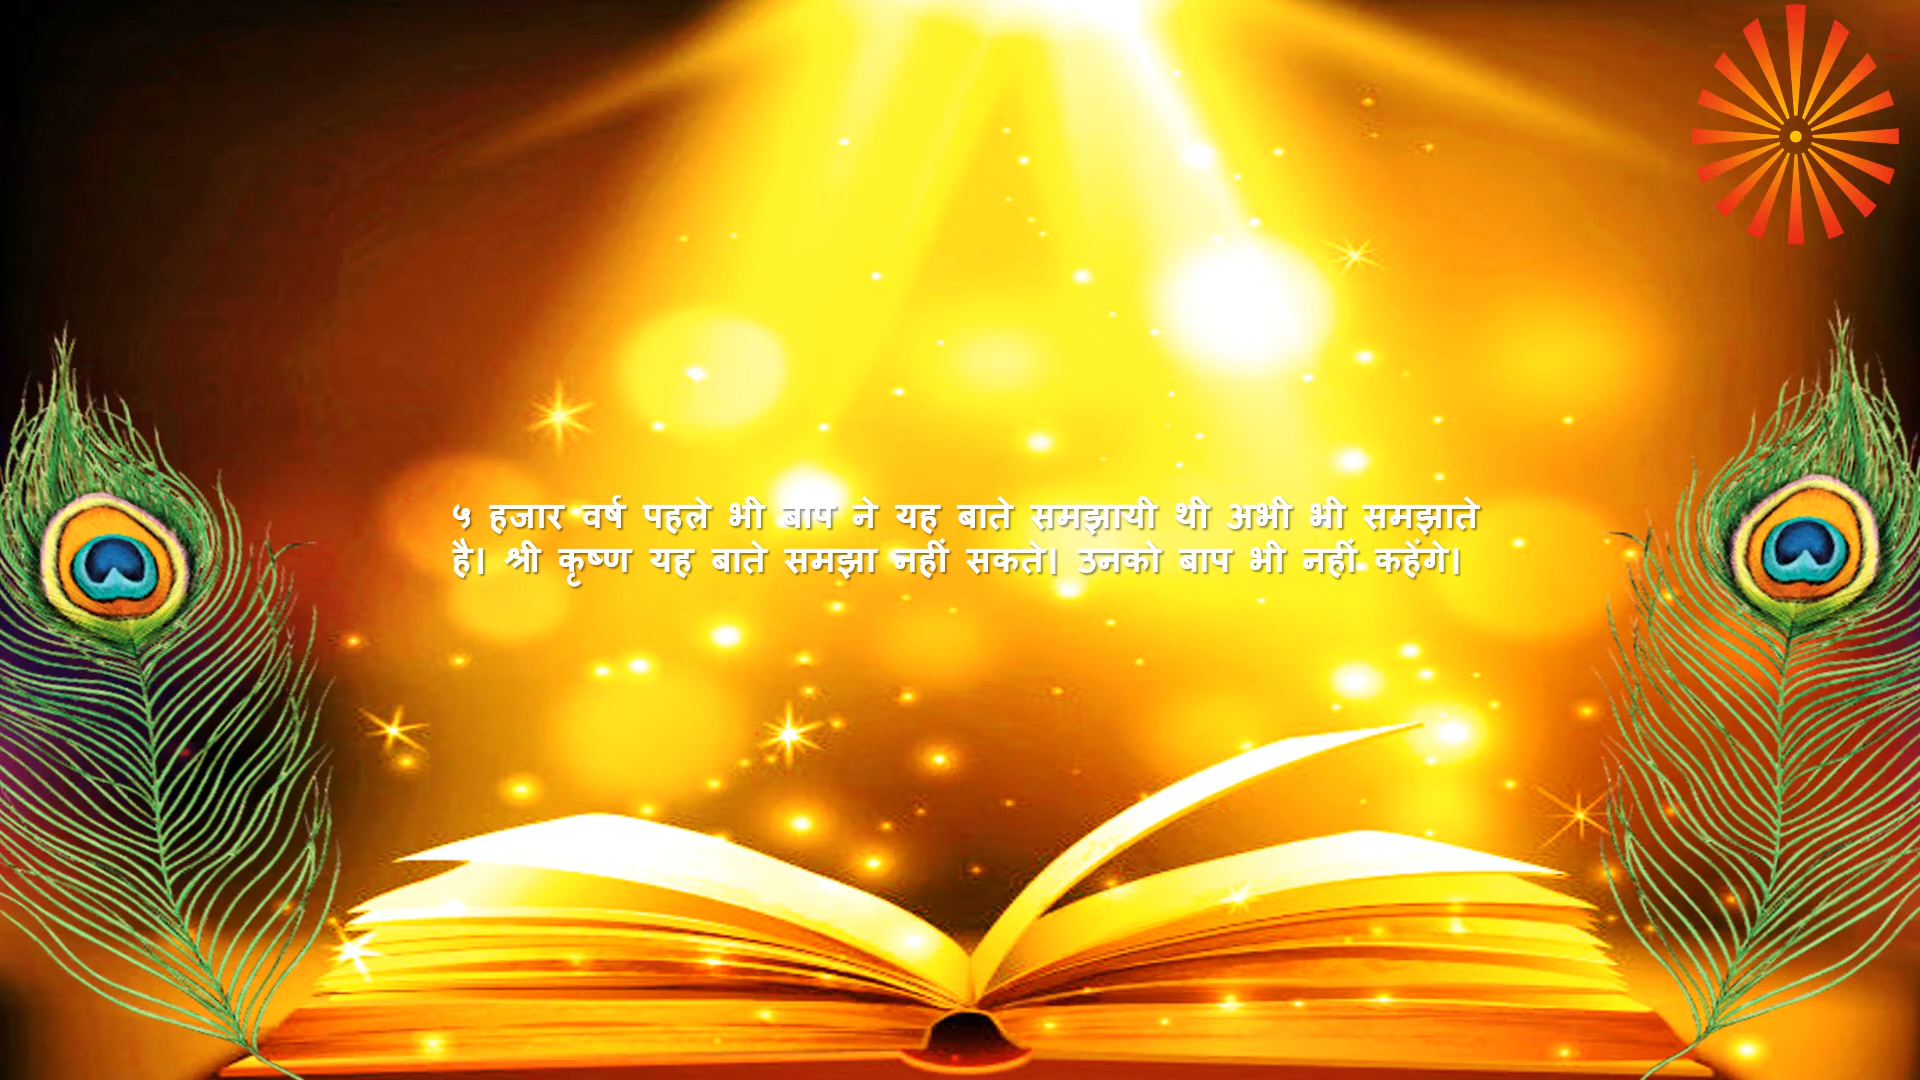 ५ हजार वर्ष पहले भी बाप ने यह बाते समझायी थी अभी भी समझाते
है। श्री कृष्ण यह बाते समझा नहीं सकते। उनको बाप भी नहीं कहेंगे।